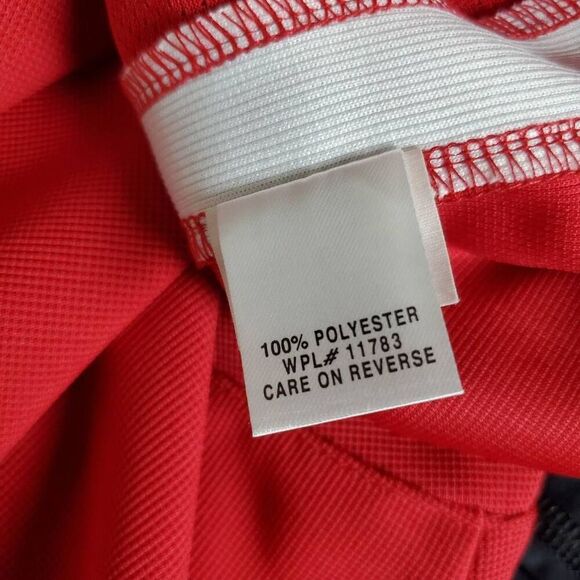 100% POLYESTER
WPL# 11783
CARE ON REVERSE